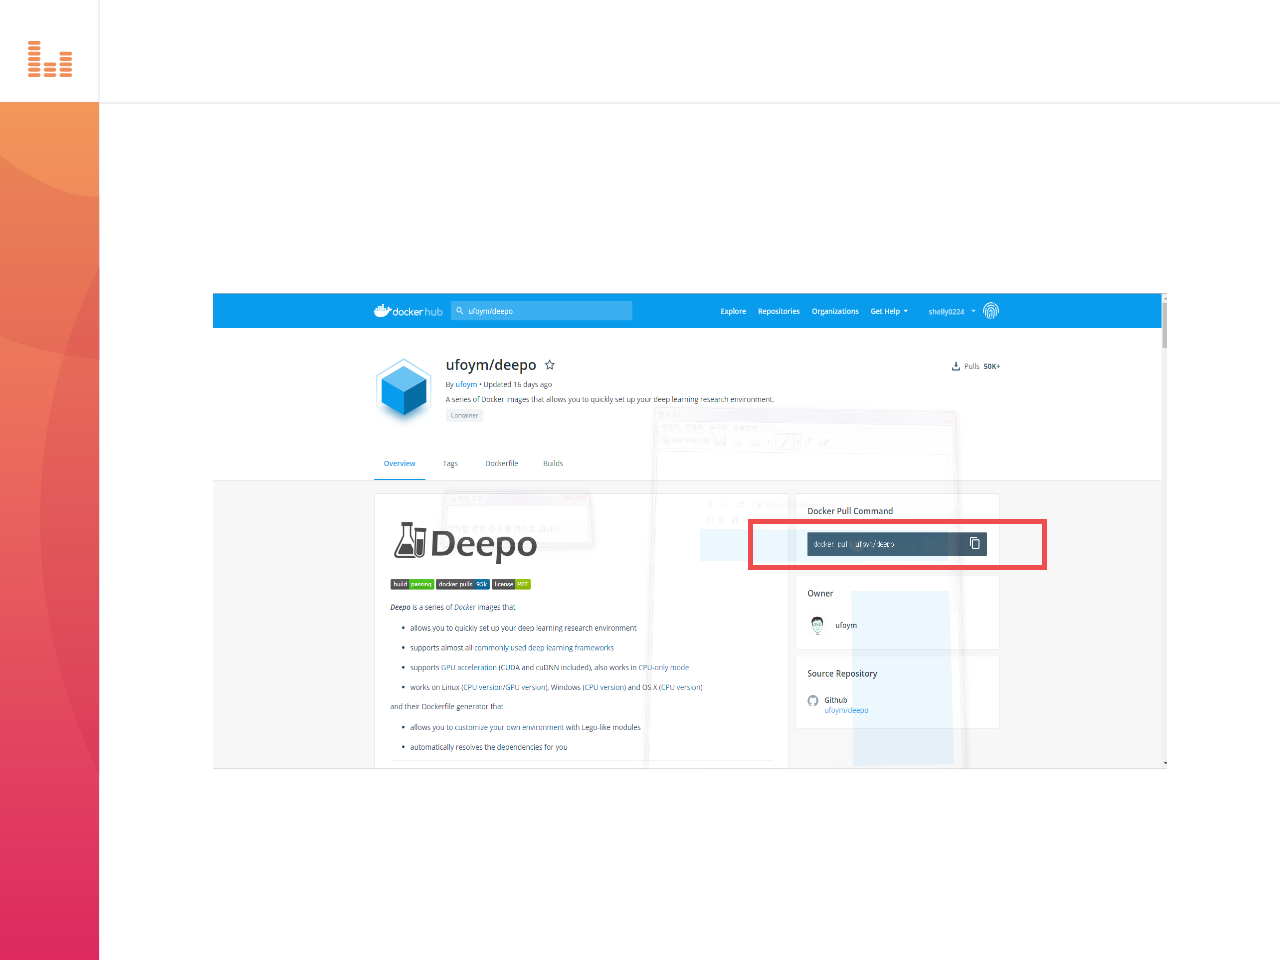 docker hub
ufoym/deepo
Explore
Repositories
Organizations
Get Help
shelly0224
ufoym/deepo
Pulls 50K+
By ufoym • Updated 16 days ago
A series of Docker images that allows you to quickly set up your deep learning research environment.
Container
Overview
Tags
Dockerfile
Builds
Deepo
build passing docker pulls 95k license MIT
Deepo is a series of Docker images that
• allows you to quickly set up your deep learning research environment
• supports almost all commonly used deep learning frameworks
• supports GPU acceleration (CUDA and cuDNN included), also works in CPU-only mode
• works on Linux (CPU version/GPU version), Windows (CPU version) and OS X (CPU version)
and their Dockerfile generator that
• allows you to customize your own environment with Lego-like modules
• automatically resolves the dependencies for you
Docker Pull Command
docker pull ufoym/deepo
Owner
ufoym
Source Repository
Github
ufoym/deepo